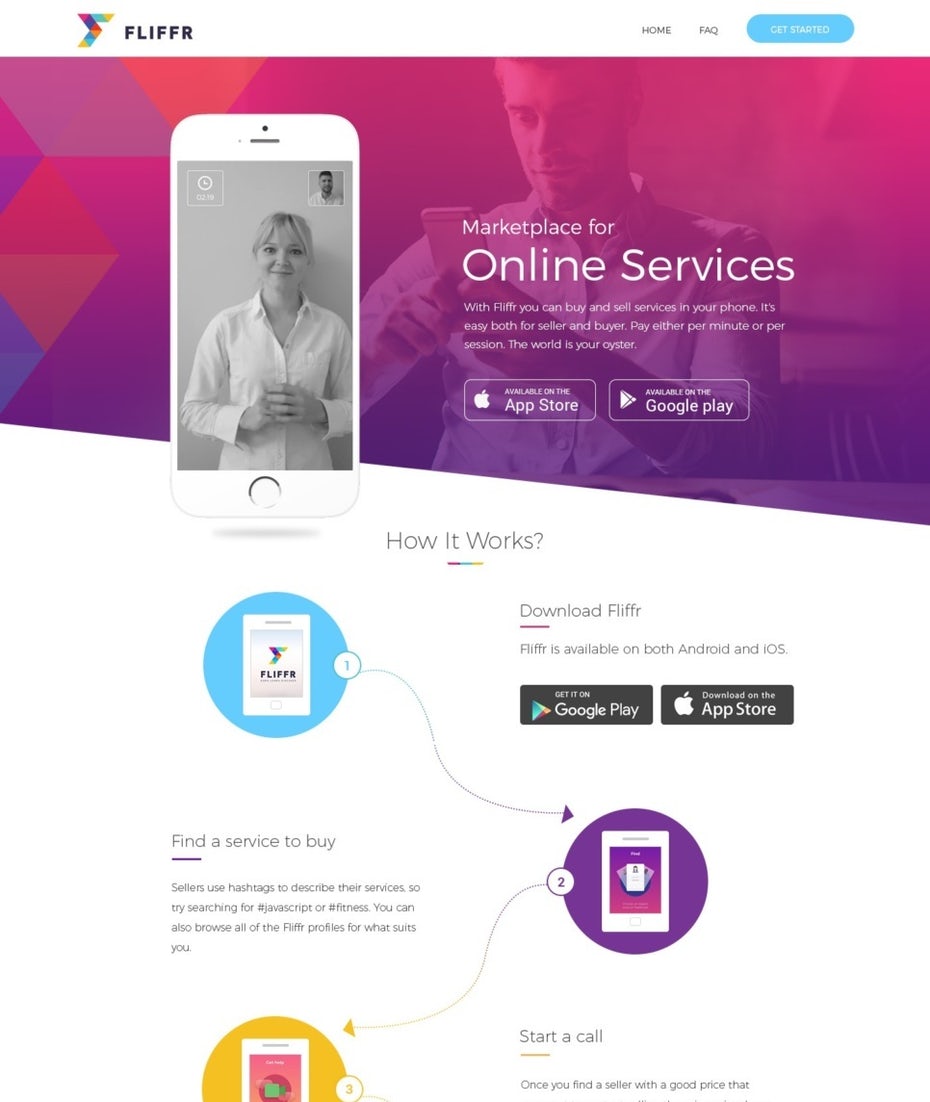 FLIFFR
HOME
FAQ
GET STARTED
02:19
Marketplace for
Online Services
With Fliffr you can buy and sell services in your phone. It's
easy both for seller and buyer. Pay either per minute or per
session. The world is your oyster.
AVAILABLE ON THE
App Store
AVAILABLE ON THE
Google play
How It Works?
FLIFFR
1
Download Fliffr
Fliffr is available on both Android and iOS.
GET IT ON
Google Play
Download on the
App Store
Find a service to buy
Sellers use hashtags to describe their services, so
try searching for #javascript or #fitness. You can
also browse all of the Fliffr profiles for what suits
you.
Find
2
Start a call
Once you find a seller with a good price that
3